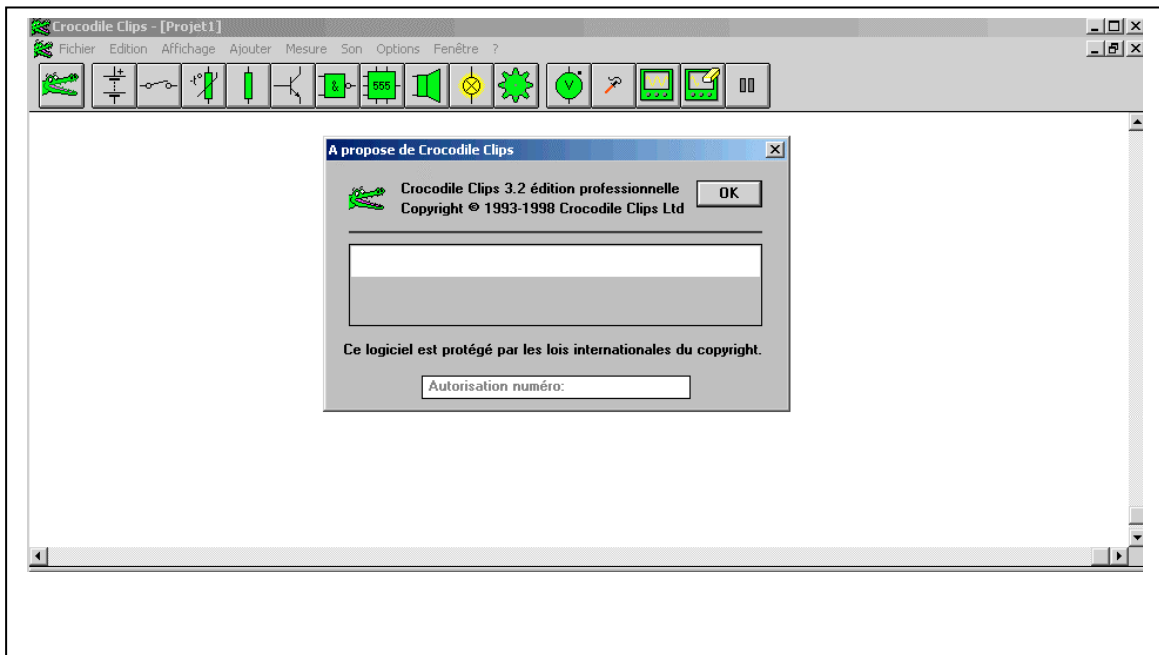 Crocodile Clips - [Projet1]
Fichier Edition Affichage Ajouter Mesure Son Options Fenêtre ?
&
555
V
A propose de Crocodile Clips
Crocodile Clips 3.2 édition professionnelle
OK
Copyright © 1993-1998 Crocodile Clips Ltd
Ce logiciel est protégé par les lois internationales du copyright.
Autorisation numéro: